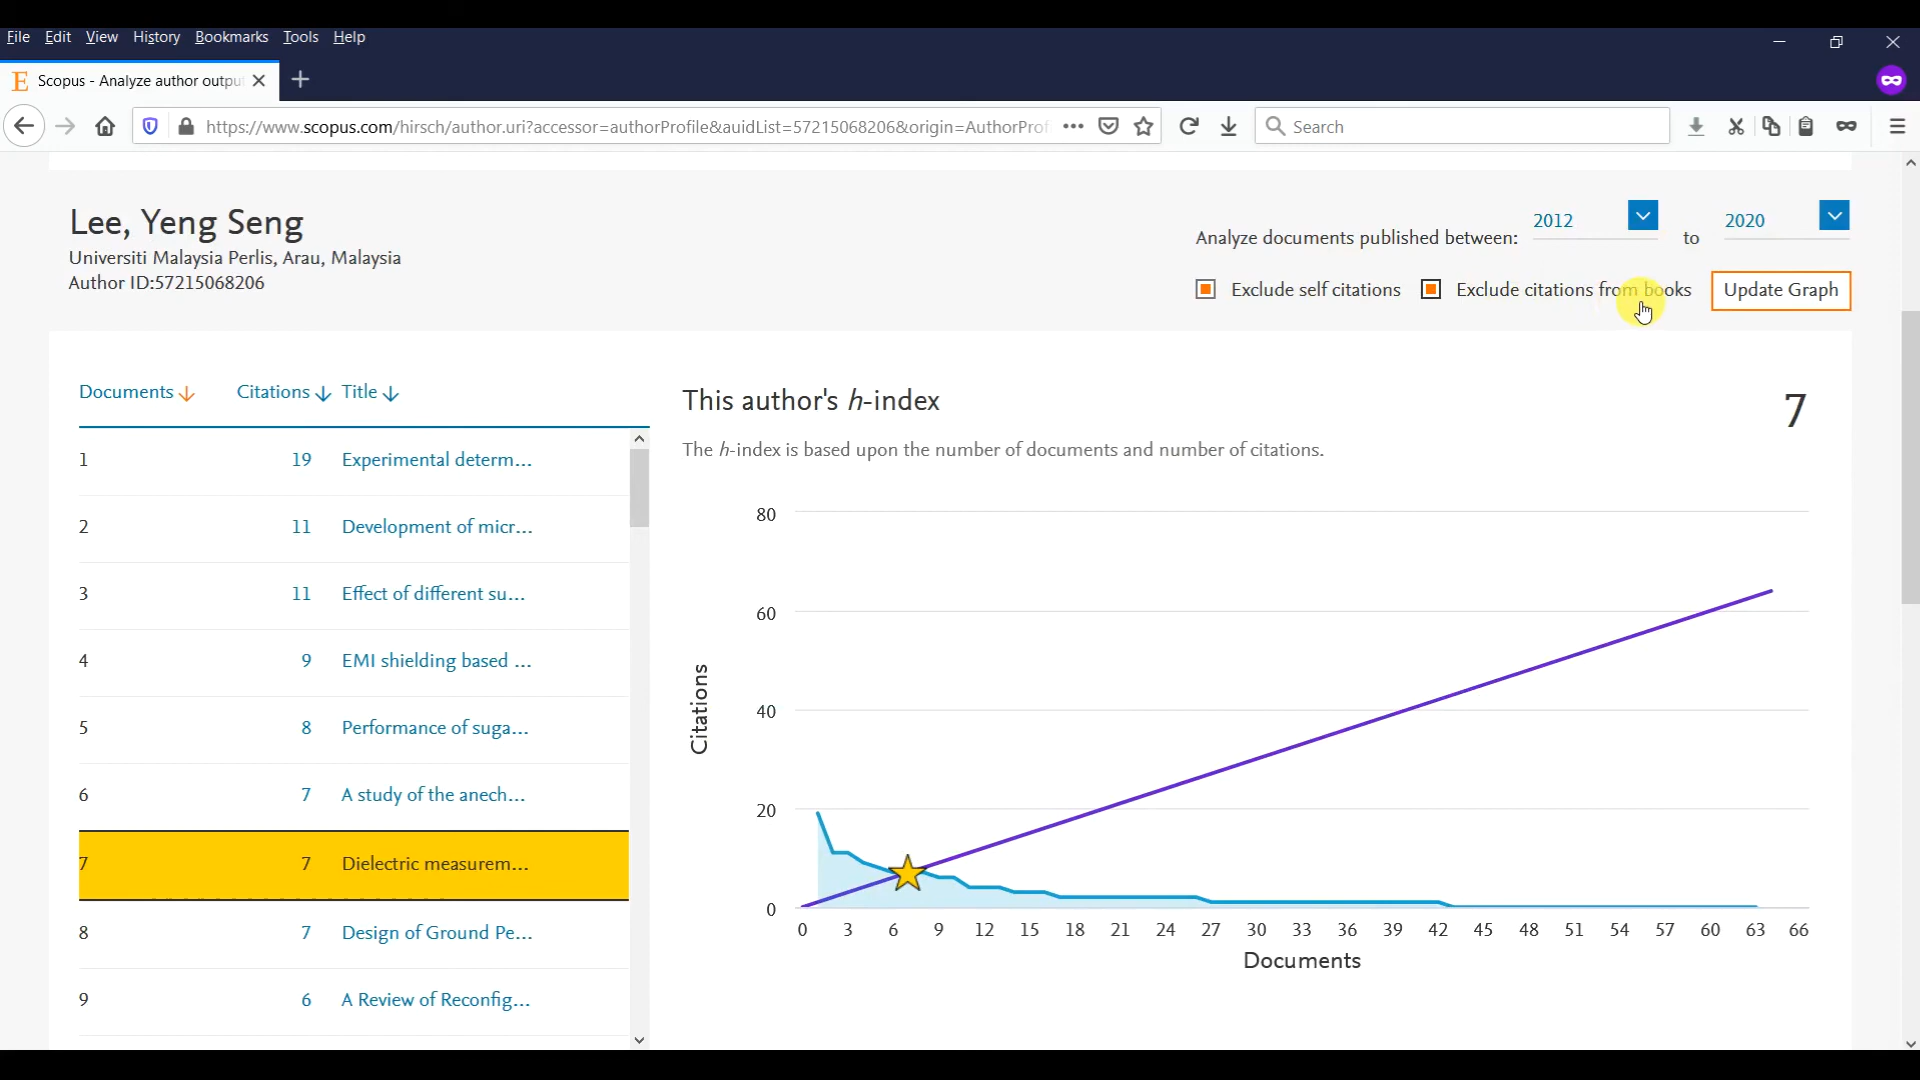 File Edit View History Bookmarks Tools Help
Scopus - Analyze author outpu
https://www.scopus.com/hirsch/author.uri?accessor=authorProfile&auidList=57215068206&origin=AuthorProf
Search
Lee, Yeng Seng
Universiti Malaysia Perlis, Arau, Malaysia
Author ID:57215068206
Analyze documents published between: 2012 to 2020
Exclude self citations Exclude citations from books Update Graph
Documents Citations Title
1 19 Experimental determ...
2 11 Development of micr...
3 11 Effect of different su...
4 9 EMI shielding based ...
5 8 Performance of suga...
6 7 A study of the anech...
7 7 Dielectric measurem...
8 7 Design of Ground Pe...
9 6 A Review of Reconfig...
This author's h-index 7
The h-index is based upon the number of documents and number of citations.
80
60
40
20
0
Citations
0 3 6 9 12 15 18 21 24 27 30 33 36 39 42 45 48 51 54 57 60 63 66
Documents